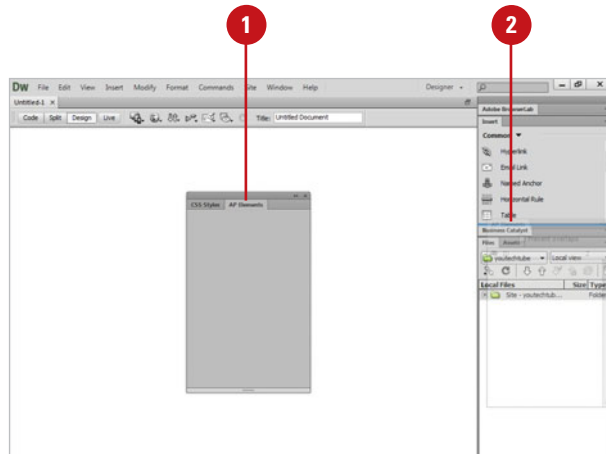 1
2
Dw File Edit View Insert Modify Format Commands Site Window Help Designer
Untitled-1 ×
Code Split Design Live Title: Untitled Document
Adobe BrowserLab
Insert
Common
Hyperlink
Email Link
Named Anchor
Horizontal Rule
Table
CSS Styles AP Elements
Business Catalyst
Files Assets
youtechtube Local view
Local Files Size Type
Site - youtechtub... Folder